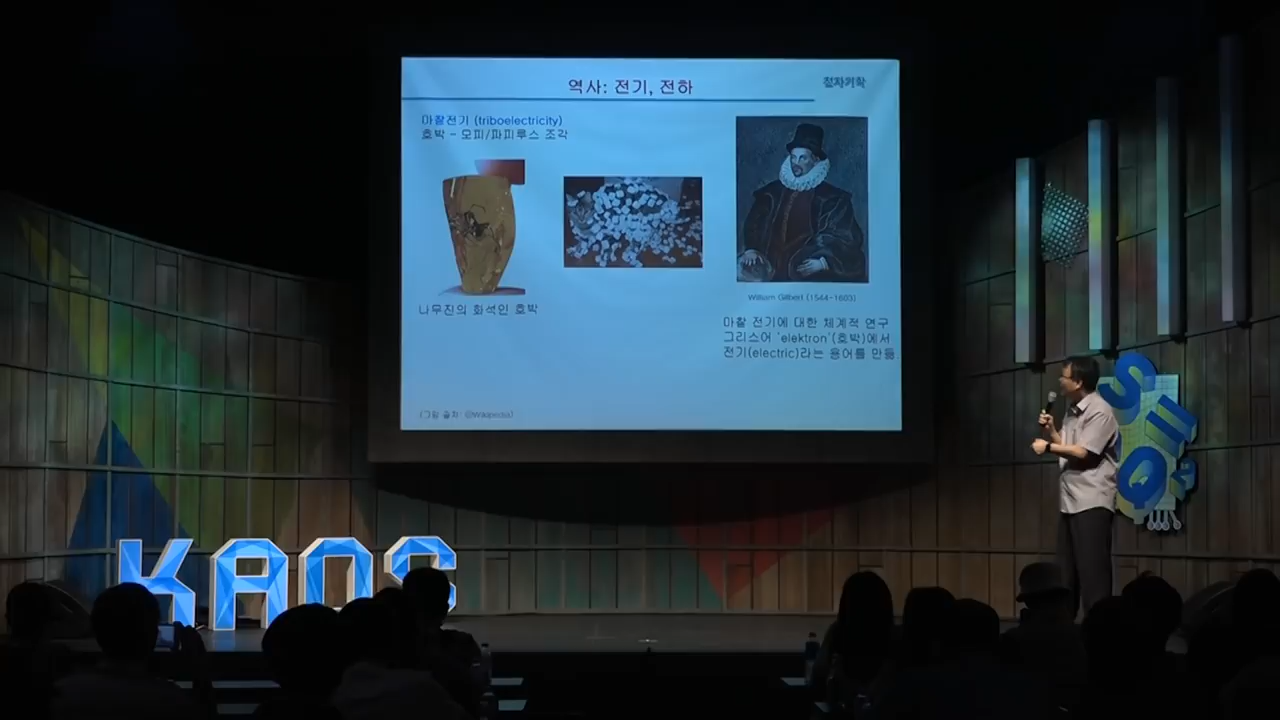 역사: 전기, 전하
전자기학
마찰전기 (triboelectricity)
호박 - 모피/파피루스 조각
나무진의 화석인 호박
William Gilbert (1544-1603)
마찰 전기에 대한 체계적 연구
그리스어 'elektron'(호박)에서
전기(electric)라는 용어를 만듦.
(그림 출처: @Wikipedia)
KAOS